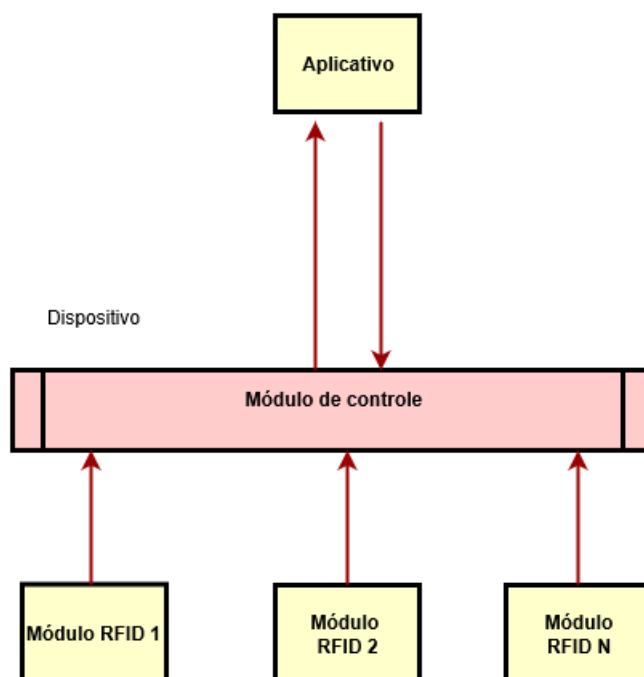 Aplicativo
Dispositivo
Módulo de controle
Módulo RFID 1
Módulo
RFID 2
Módulo
RFID N